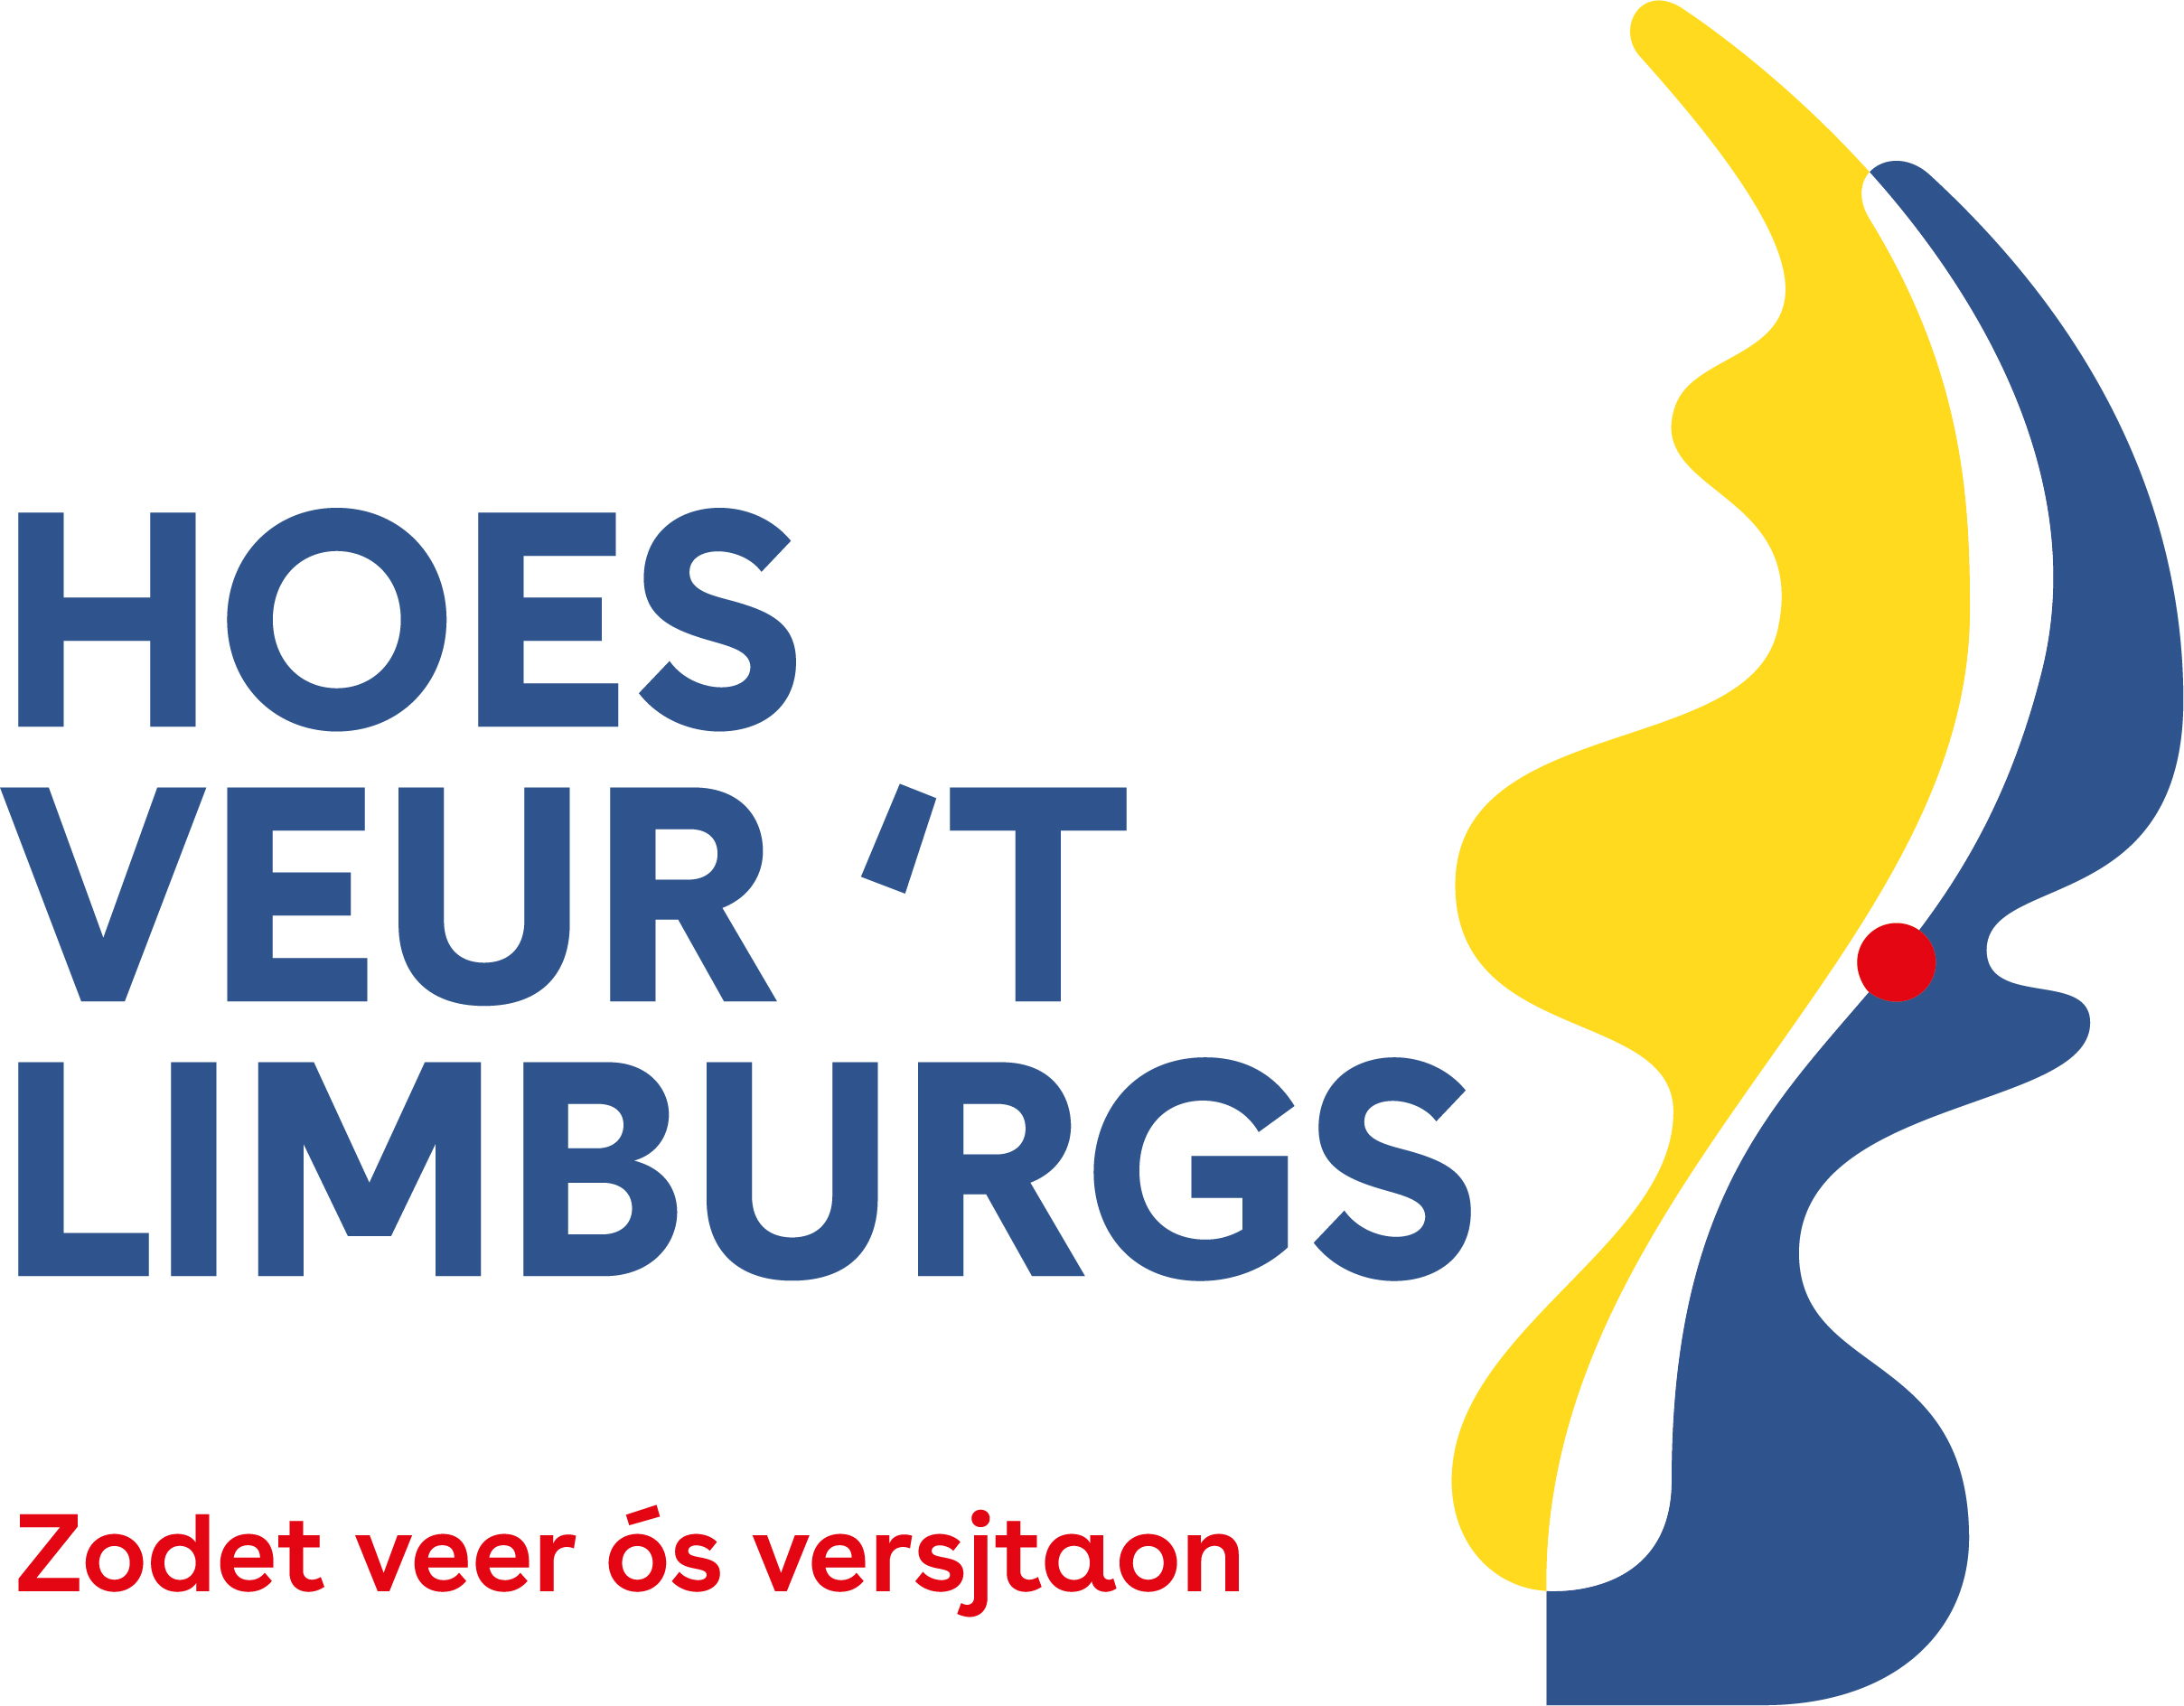 HOES
VEUR 'T
LIMBURGS
Zodet veer ós versjtaon